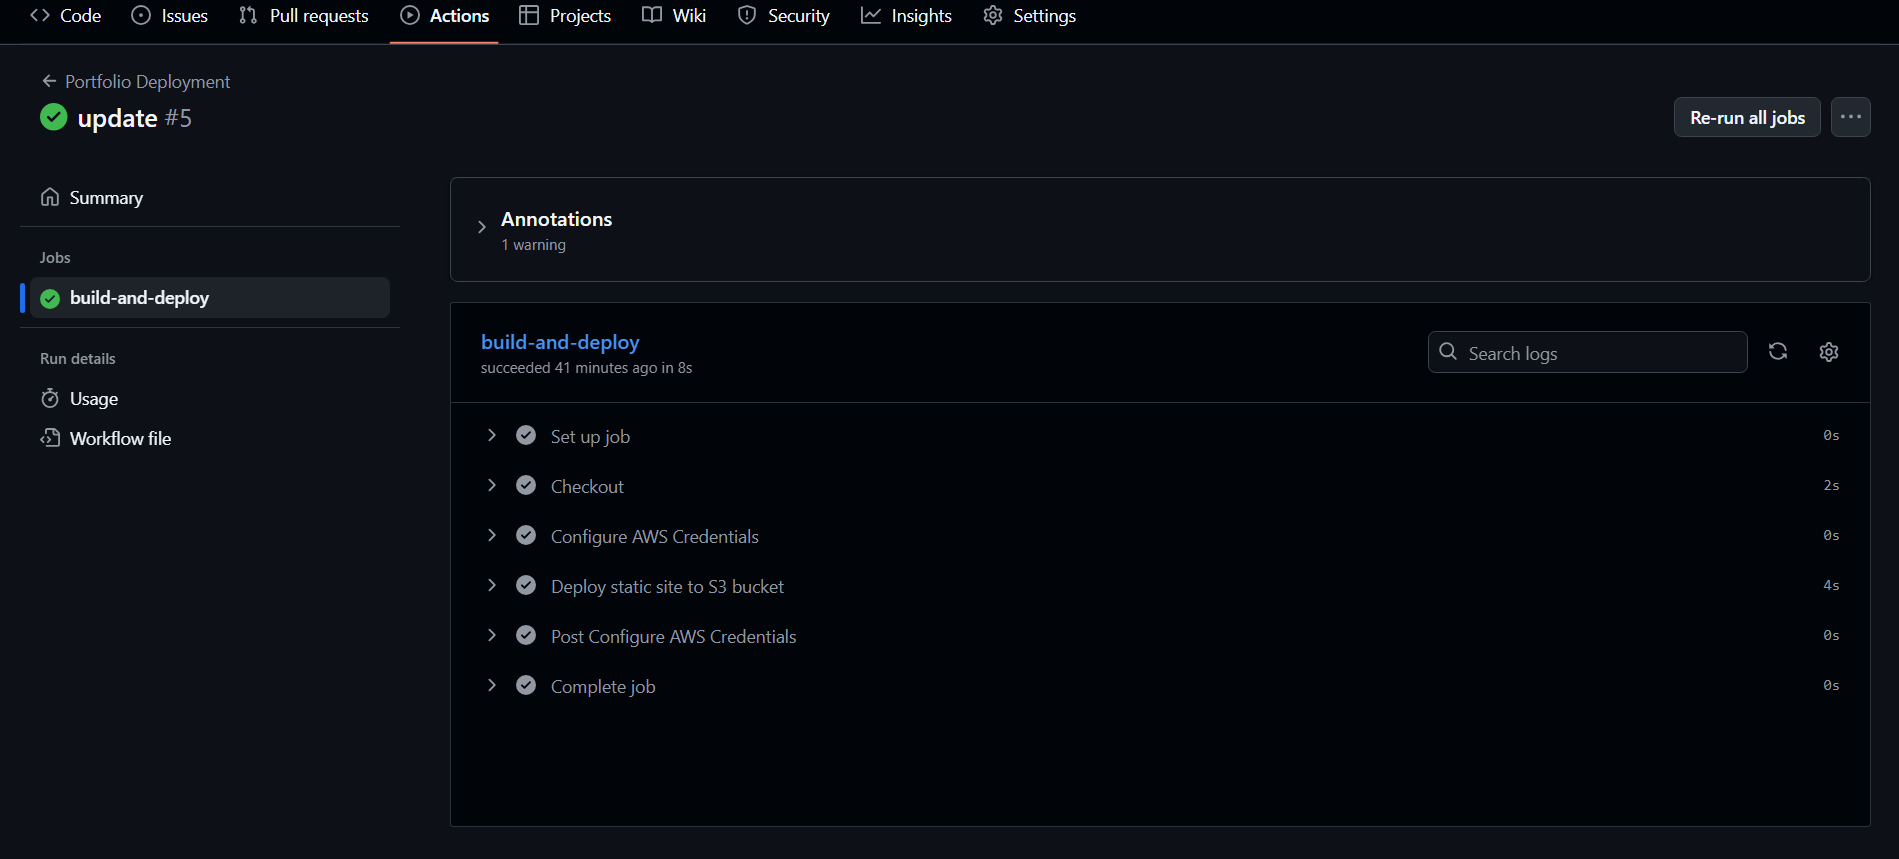 Code Issues Pull requests Actions Projects Wiki Security Insights Settings
Portfolio Deployment
update #5
Re-run all jobs
Summary
Jobs
build-and-deploy
Run details
Usage
Workflow file
Annotations
1 warning
build-and-deploy
succeeded 41 minutes ago in 8s
Search logs
Set up job 0s
Checkout 2s
Configure AWS Credentials 0s
Deploy static site to S3 bucket 4s
Post Configure AWS Credentials 0s
Complete job 0s